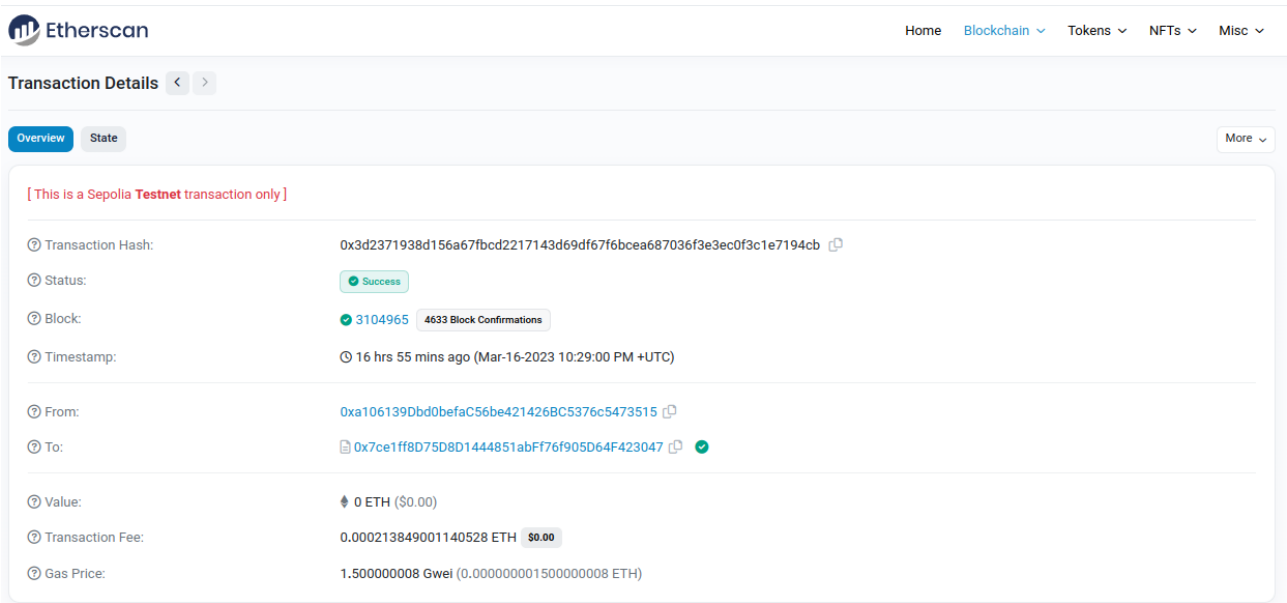 Etherscan
Home Blockchain Tokens NFTs Misc
Transaction Details
Overview State More
[ This is a Sepolia Testnet transaction only ]
Transaction Hash: 0x3d2371938d156a67fbcd2217143d69df67f6bcea687036f3e3ec0f3c1e7194cb
Status: Success
Block: 3104965 4633 Block Confirmations
Timestamp: 16 hrs 55 mins ago (Mar-16-2023 10:29:00 PM +UTC)
From: 0xa106139Dbd0befaC56be421426BC5376c5473515
To: 0x7ce1ff8D75D8D1444851abFf76f905D64F423047
Value: 0 ETH ($0.00)
Transaction Fee: 0.000213849001140528 ETH $0.00
Gas Price: 1.500000008 Gwei (0.000000001500000008 ETH)